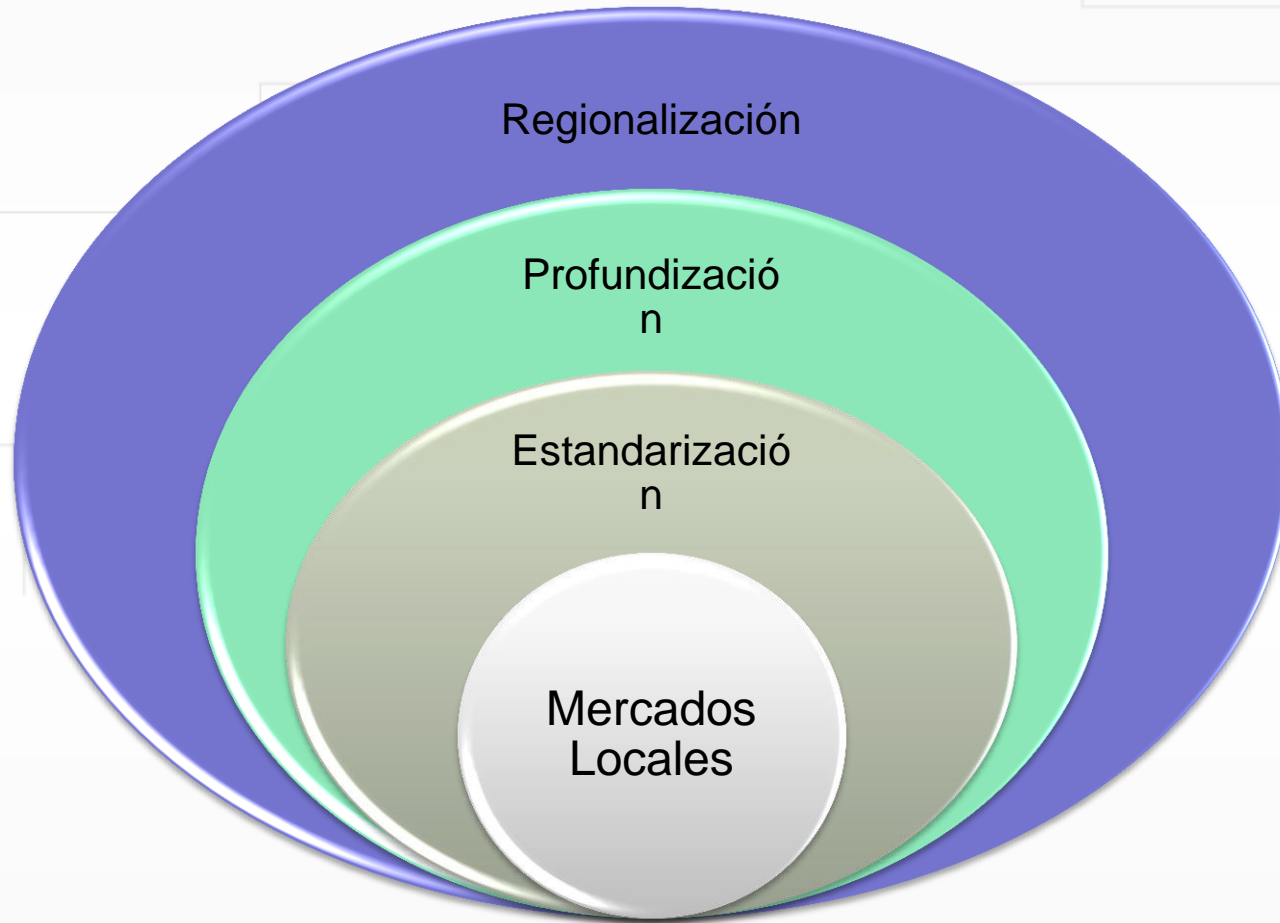 Regionalización
Profundizació
n
Estandarizació
n
Mercados
Locales